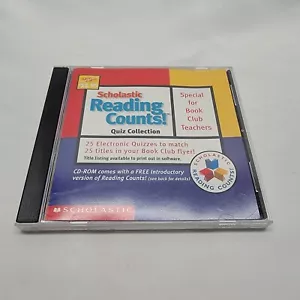 Scholastic
Reading
Counts!
Quiz Collection
Special
for
Book
Club
Teachers
25 Electronic Quizzes to match
25 titles in your Book Club flyer!
Title listing available to print out in software.
CD-ROM comes with a FREE Introductory
version of Reading Counts! (see back for details)
SCHOLASTIC
READING COUNTS!
SCHOLASTIC